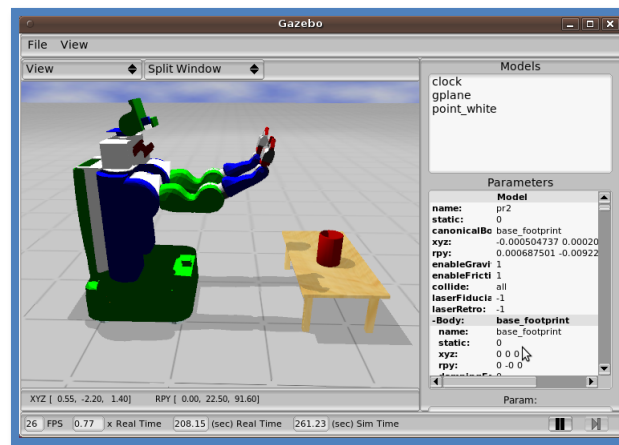 Gazebo
File View
View Split Window
Models
clock
gplane
point_white
Parameters
Model
name: pr2
static: 0
canonicalBo base_footprint
xyz: -0.000504737 0.00020
rpy: 0.000687501 -0.00922
enableGravi 1
enableFricti 1
collide: all
laserFiducia -1
laserRetro: -1
-Body: base_footprint
name: base_footprint
static: 0
xyz: 0 0 0
rpy: 0 -0 0
Param:
XYZ [ 0.55, -2.20, 1.40] RPY [ 0.00, 22.50, 91.60]
26 FPS 0.77 x Real Time 208.15 (sec) Real Time 261.23 (sec) Sim Time